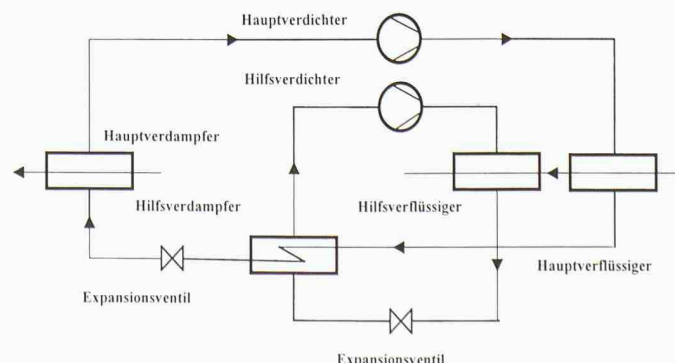 Hauptverdichter
Hilfsverdichter
Hauptverdampfer
Hilfsverdampfer
Hilfsverflüssiger
Hauptverflüssiger
Expansionsventil
Expansionsventil